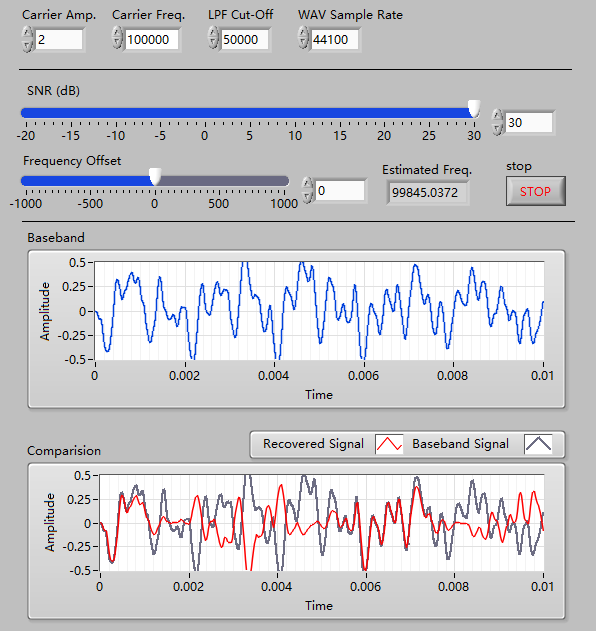 Carrier Amp. Carrier Freq. LPF Cut-Off WAV Sample Rate
2 100000 50000 44100
SNR (dB)
30
-20 -15 -10 -5 0 5 10 15 20 25 30
Frequency Offset
Estimated Freq. stop
0 99845.0372 STOP
-1000 -500 0 500 1000
Baseband
0.5
0.25
0
-0.25
-0.5
Amplitude
0 0.002 0.004 0.006 0.008 0.01
Time
Recovered Signal Baseband Signal
Comparision
0.5
0.25
0
-0.25
-0.5
Amplitude
0 0.002 0.004 0.006 0.008 0.01
Time